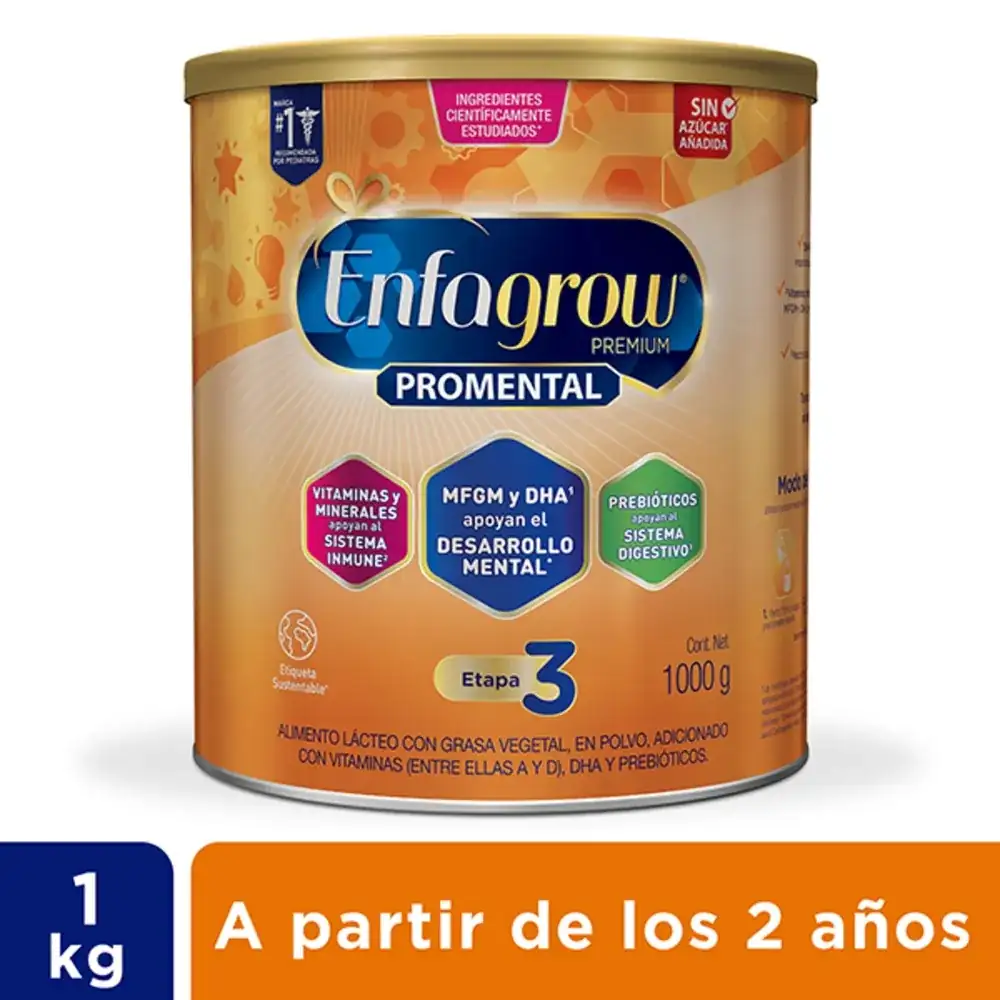 MARCA
#1
RECOMENDADA
POR PEDIATRAS
INGREDIENTES
CIENTÍFICAMENTE
ESTUDIADOS*
SIN
AZÚCAR
AÑADIDA
Enfagrow®
PREMIUM
PROMENTAL
VITAMINAS y
MINERALES
apoyan al
SISTEMA
INMUNE²
MFGM y DHA¹
apoyan el
DESARROLLO
MENTAL*
PREBIÓTICOS
apoyan al
SISTEMA
DIGESTIVO¹
Etiqueta
Sustentable*
Etapa 3
Cont. Net.
1000 g
Modo de
ALIMENTO LÁCTEO CON GRASA VEGETAL, EN POLVO, ADICIONADO
CON VITAMINAS (ENTRE ELLAS A Y D), DHA Y PREBIÓTICOS.
1
kg
A partir de los 2 años